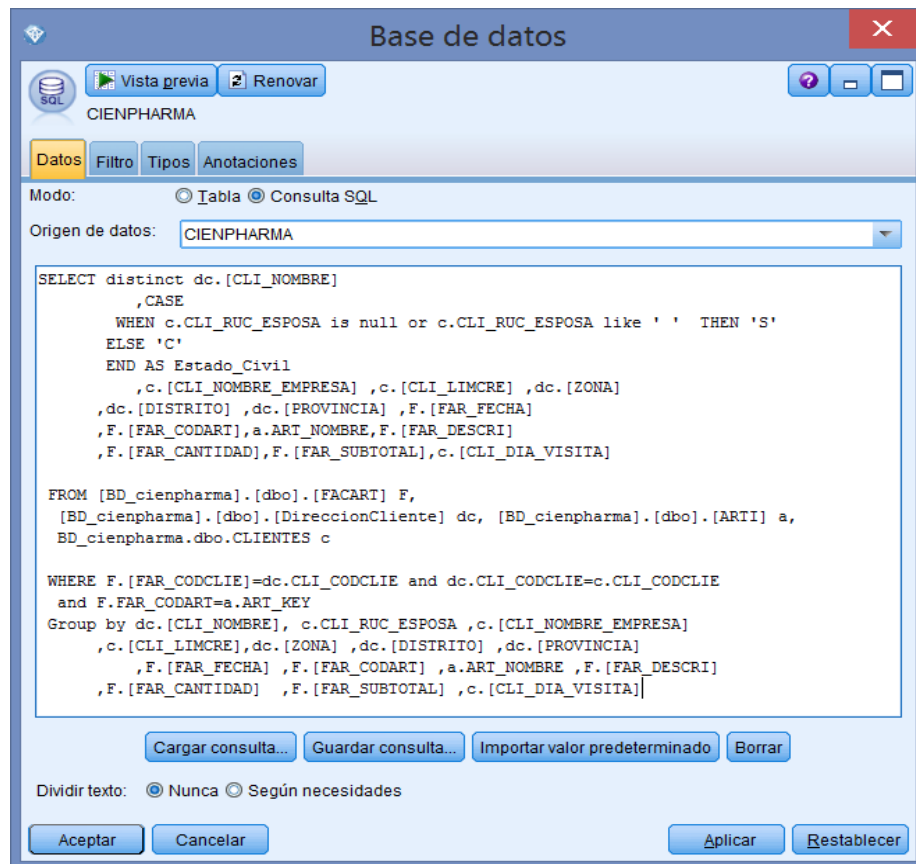 Base de datos
Vista previa Renovar
SQL
CIENPHARMA
Datos Filtro Tipos Anotaciones
Modo: Tabla Consulta SQL
Origen de datos: CIENPHARMA
SELECT distinct dc.[CLI_NOMBRE]
,CASE
WHEN c.CLI_RUC_ESPOSA is null or c.CLI_RUC_ESPOSA like ' ' THEN 'S'
ELSE 'C'
END AS Estado_Civil
,c.[CLI_NOMBRE_EMPRESA] ,c.[CLI_LIMCRE] ,dc.[ZONA]
,dc.[DISTRITO] ,dc.[PROVINCIA] ,F.[FAR_FECHA]
,F.[FAR_CODART],a.ART_NOMBRE,F.[FAR_DESCRI]
,F.[FAR_CANTIDAD],F.[FAR_SUBTOTAL],c.[CLI_DIA_VISITA]
FROM [BD_cienpharma].[dbo].[FACART] F,
[BD_cienpharma].[dbo].[DireccionCliente] dc, [BD_cienpharma].[dbo].[ARTI] a,
BD_cienpharma.dbo.CLIENTES c
WHERE F.[FAR_CODCLIE]=dc.CLI_CODCLIE and dc.CLI_CODCLIE=c.CLI_CODCLIE
and F.FAR_CODART=a.ART_KEY
Group by dc.[CLI_NOMBRE], c.CLI_RUC_ESPOSA ,c.[CLI_NOMBRE_EMPRESA]
,c.[CLI_LIMCRE],dc.[ZONA] ,dc.[DISTRITO] ,dc.[PROVINCIA]
,F.[FAR_FECHA] ,F.[FAR_CODART] ,a.ART_NOMBRE ,F.[FAR_DESCRI]
,F.[FAR_CANTIDAD] ,F.[FAR_SUBTOTAL] ,c.[CLI_DIA_VISITA]
Cargar consulta... Guardar consulta... Importar valor predeterminado Borrar
Dividir texto: Nunca Según necesidades
Aceptar Cancelar Aplicar Restablecer